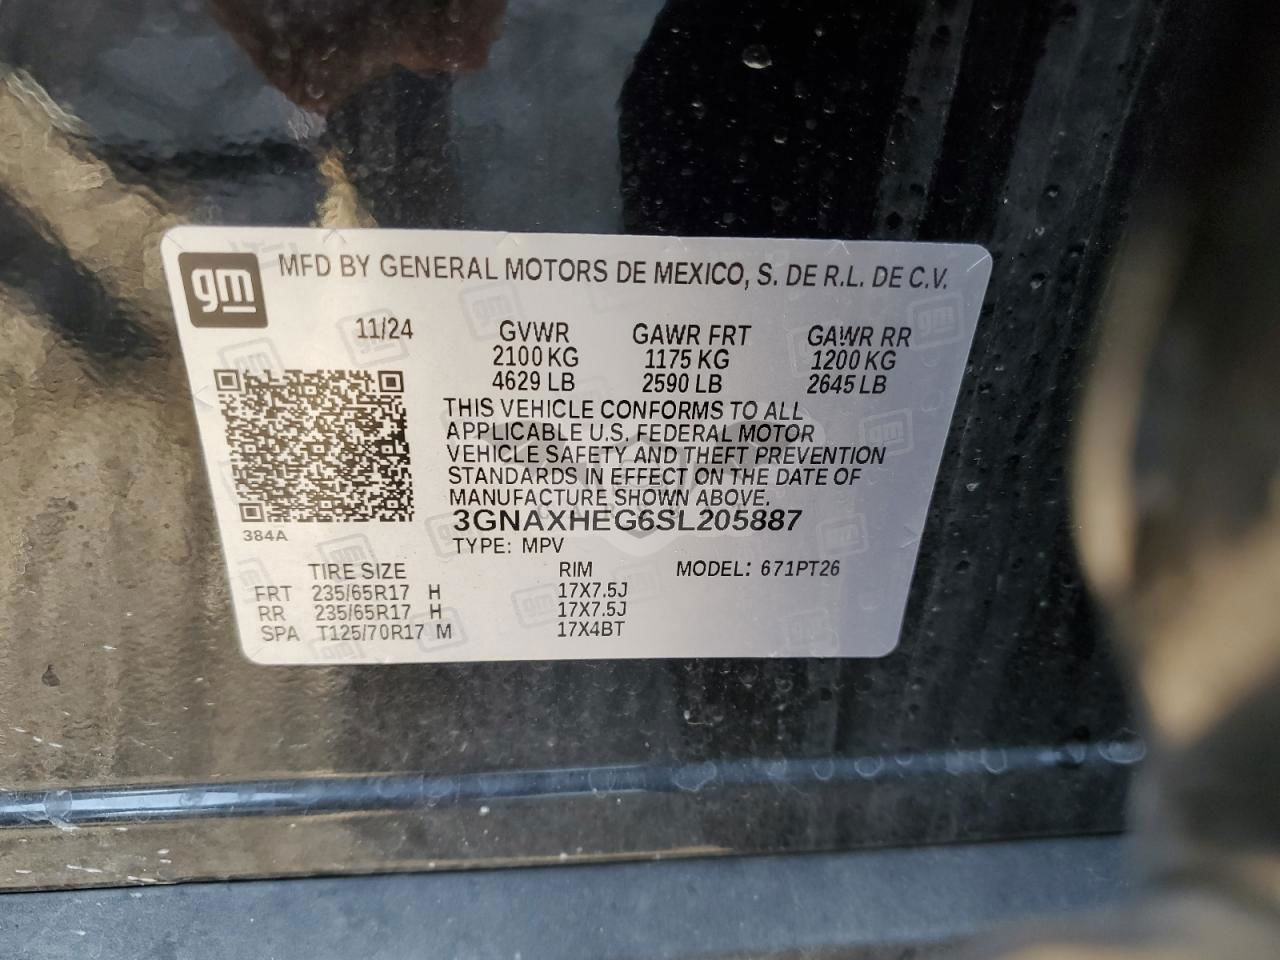 gm
MFD BY GENERAL MOTORS DE MEXICO, S. DE R.L. DE C.V.
11/24 GVWR GAWR FRT GAWR RR
2100 KG 1175 KG 1200 KG
4629 LB 2590 LB 2645 LB
THIS VEHICLE CONFORMS TO ALL
APPLICABLE U.S. FEDERAL MOTOR
VEHICLE SAFETY AND THEFT PREVENTION
STANDARDS IN EFFECT ON THE DATE OF
MANUFACTURE SHOWN ABOVE.
3GNAXHEG6SL205887
384A
TYPE: MPV
TIRE SIZE RIM MODEL: 671PT26
FRT 235/65R17 H 17X7.5J
RR 235/65R17 H 17X7.5J
SPA T125/70R17 M 17X4BT